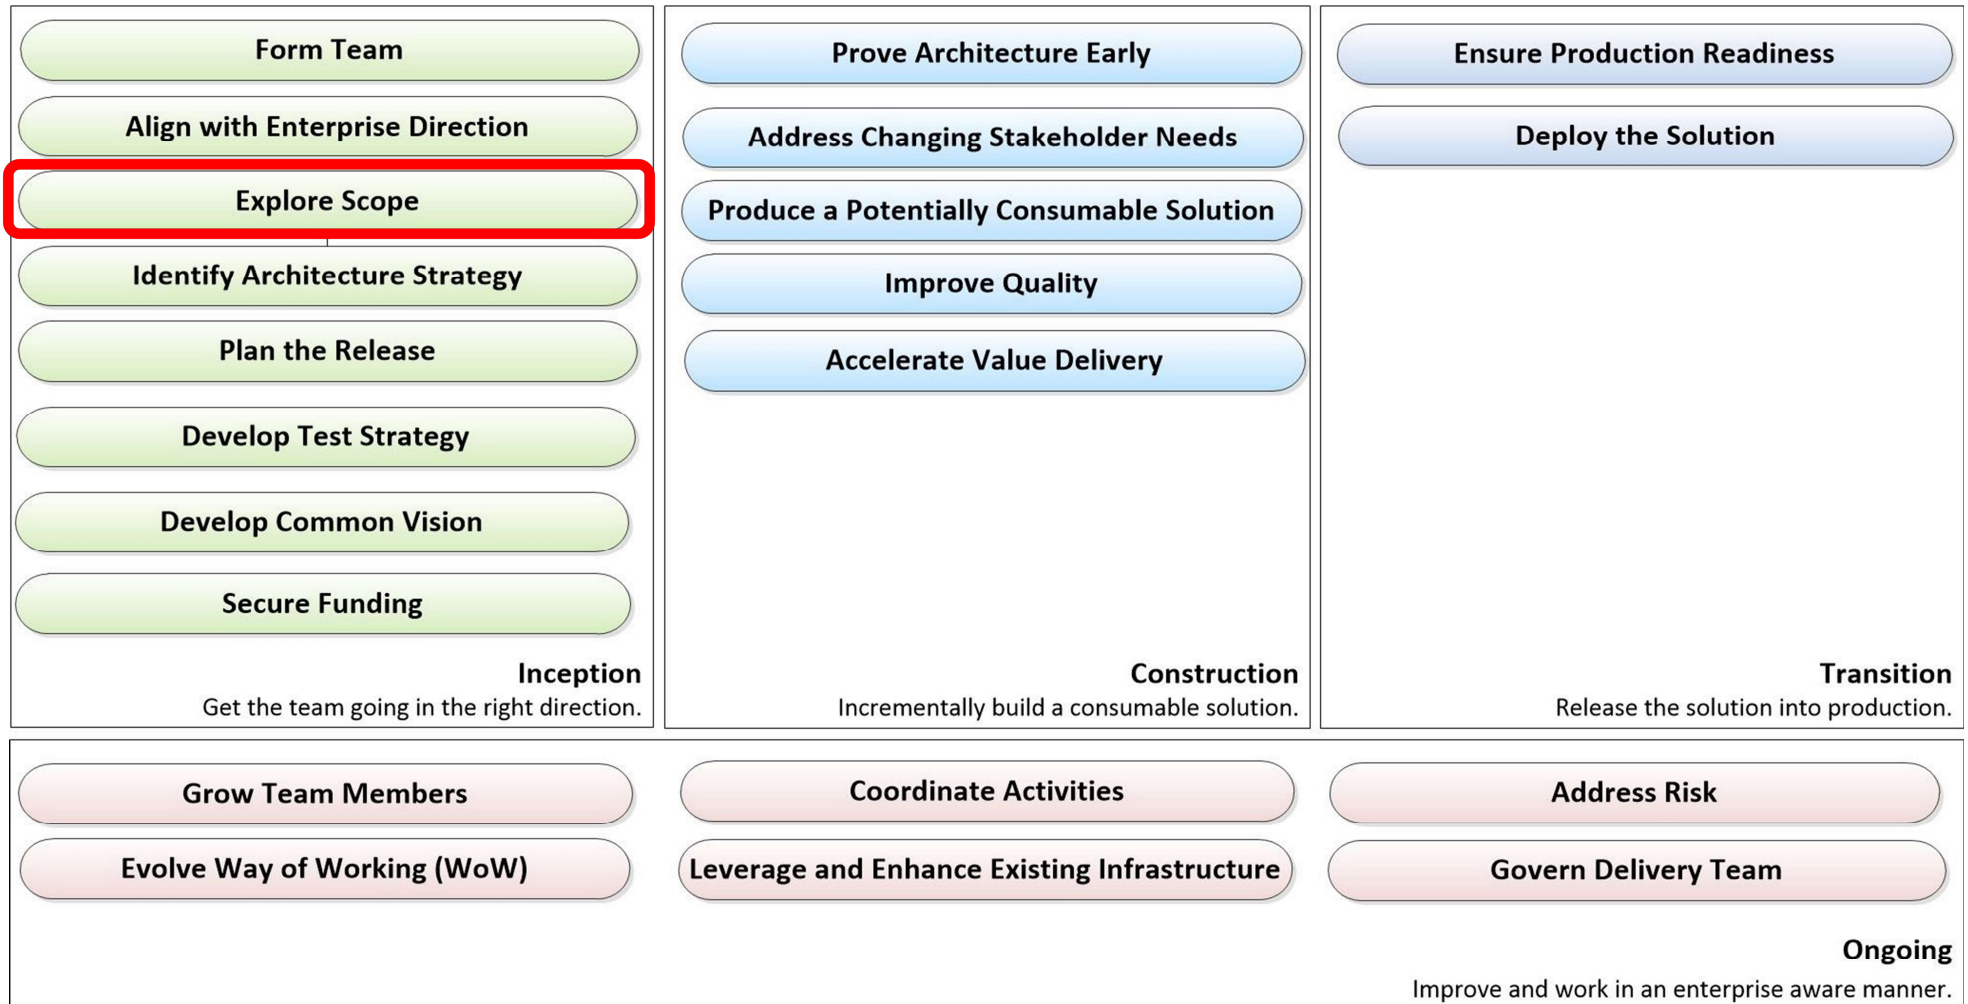 Form Team
Align with Enterprise Direction
Explore Scope
Identify Architecture Strategy
Plan the Release
Develop Test Strategy
Develop Common Vision
Secure Funding
Inception
Get the team going in the right direction.
Prove Architecture Early
Address Changing Stakeholder Needs
Produce a Potentially Consumable Solution
Improve Quality
Accelerate Value Delivery
Construction
Incrementally build a consumable solution.
Ensure Production Readiness
Deploy the Solution
Transition
Release the solution into production.
Grow Team Members
Coordinate Activities
Address Risk
Evolve Way of Working (WoW)
Leverage and Enhance Existing Infrastructure
Govern Delivery Team
Ongoing
Improve and work in an enterprise aware manner.